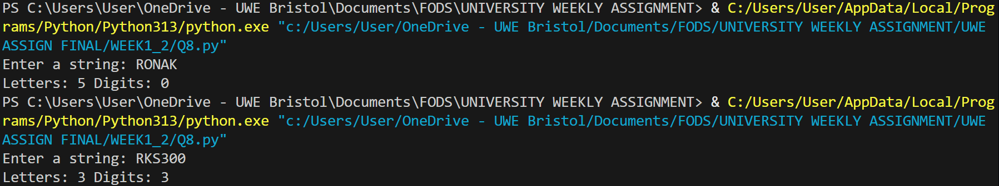 PS C:\Users\User\OneDrive - UWE Bristol\Documents\FODS\UNIVERSITY WEEKLY ASSIGNMENT> & C:/Users/User/AppData/Local/Prog
rams/Python/Python313/python.exe "c:/Users/User/OneDrive - UWE Bristol/Documents/FODS/UNIVERSITY WEEKLY ASSIGNMENT/UWE
ASSIGN FINAL/WEEK1_2/Q8.py"
Enter a string: RONAK
Letters: 5 Digits: 0
PS C:\Users\User\OneDrive - UWE Bristol\Documents\FODS\UNIVERSITY WEEKLY ASSIGNMENT> & C:/Users/User/AppData/Local/Prog
rams/Python/Python313/python.exe "c:/Users/User/OneDrive - UWE Bristol/Documents/FODS/UNIVERSITY WEEKLY ASSIGNMENT/UWE
ASSIGN FINAL/WEEK1_2/Q8.py"
Enter a string: RKS300
Letters: 3 Digits: 3